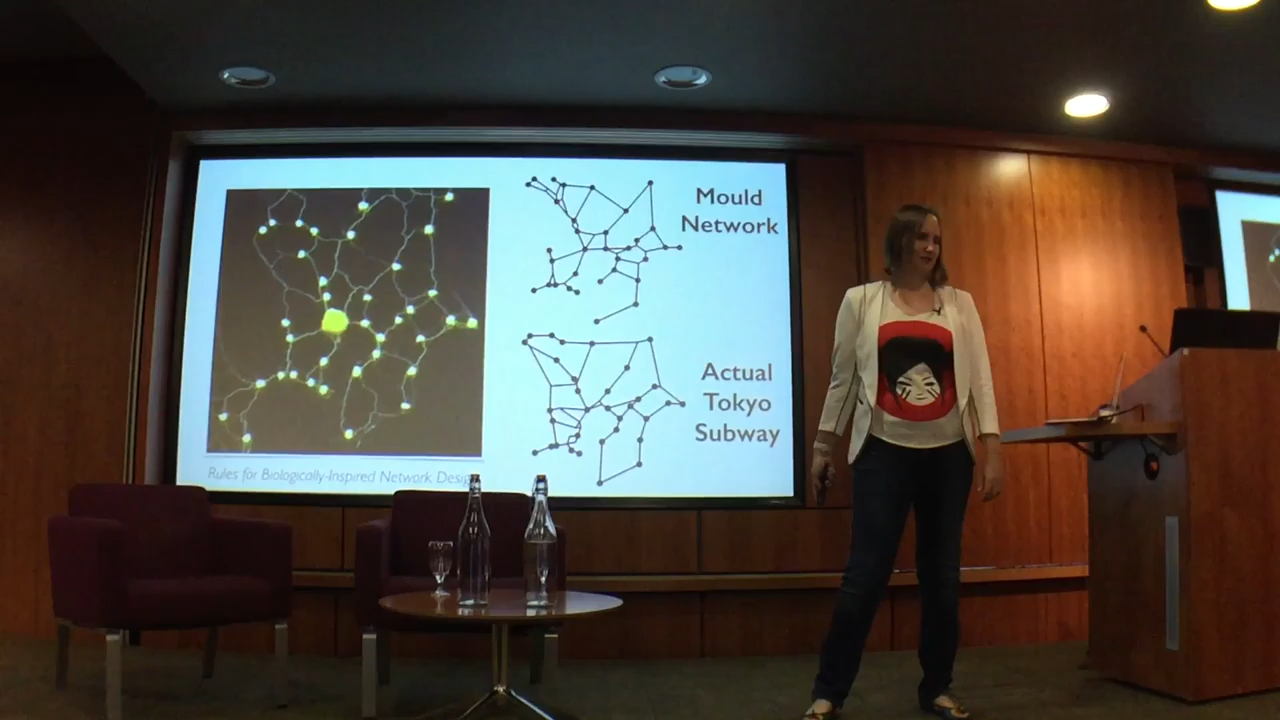 Mould
Network
Actual
Tokyo
Subway
Rules for Biologically-Inspired Network